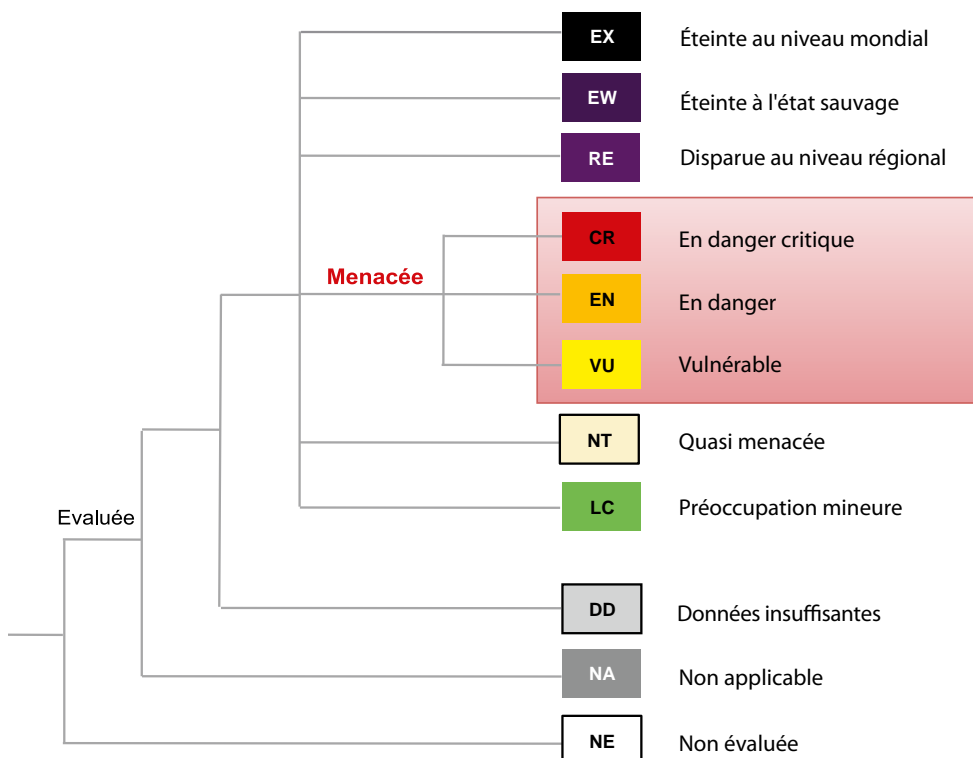 EX Éteinte au niveau mondial
EW Éteinte à l'état sauvage
RE Disparue au niveau régional
CR En danger critique
Menacée
EN En danger
VU Vulnérable
NT Quasi menacée
LC Préoccupation mineure
Evaluée
DD Données insuffisantes
NA Non applicable
NE Non évaluée